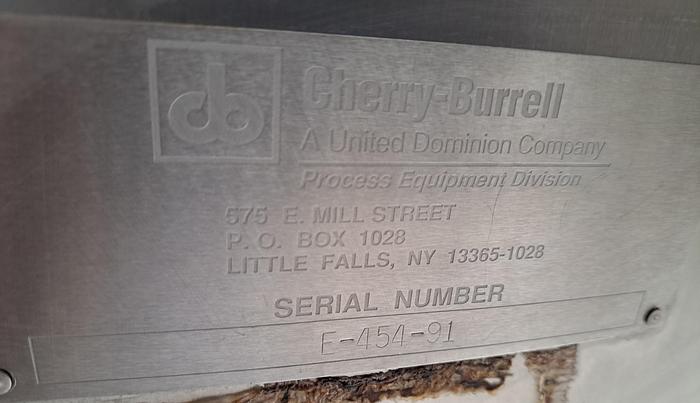 cb
Cherry-Burrell
A United Dominion Company
Process Equipment Division
575 E. MILL STREET
P. O. BOX 1028
LITTLE FALLS, NY 13365-1028
SERIAL NUMBER
E-454-91